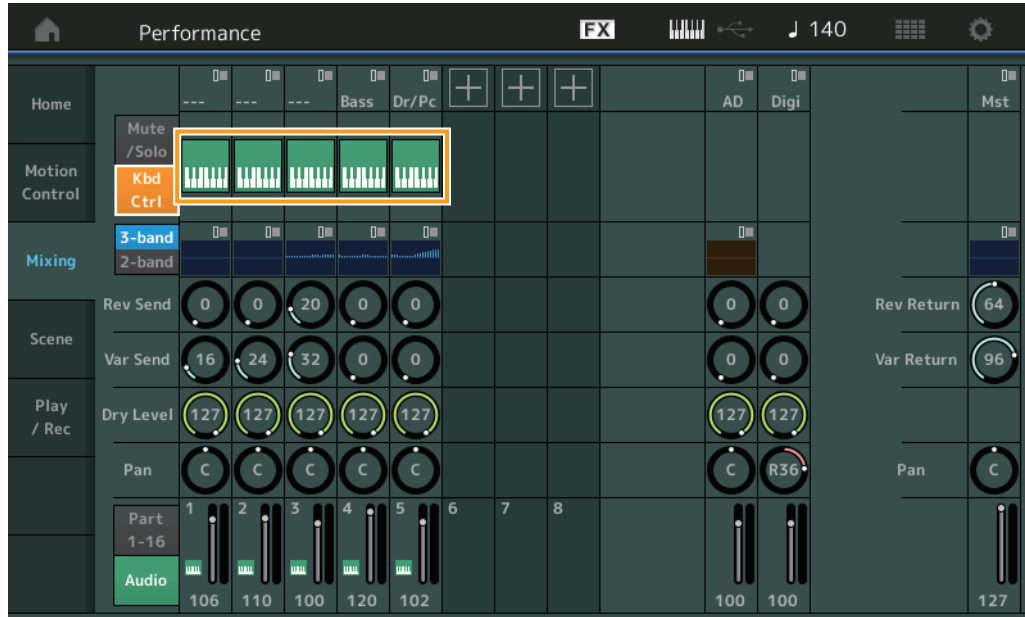 Performance FX 140
Home
--- --- --- Bass Dr/Pc AD Digi Mst
Mute
/Solo
Motion
Control
Kbd
Ctrl
Mixing
3-band
2-band
Rev Send 0 0 20 0 0 0 0 Rev Return 64
Scene
Var Send 16 24 32 0 0 0 0 Var Return 96
Play
/ Rec
Dry Level 127 127 127 127 127 127 127
Pan C C C C C C R36 Pan C
1 2 3 4 5 6 7 8
Part
1-16
Audio
106 110 100 120 102 100 100 127